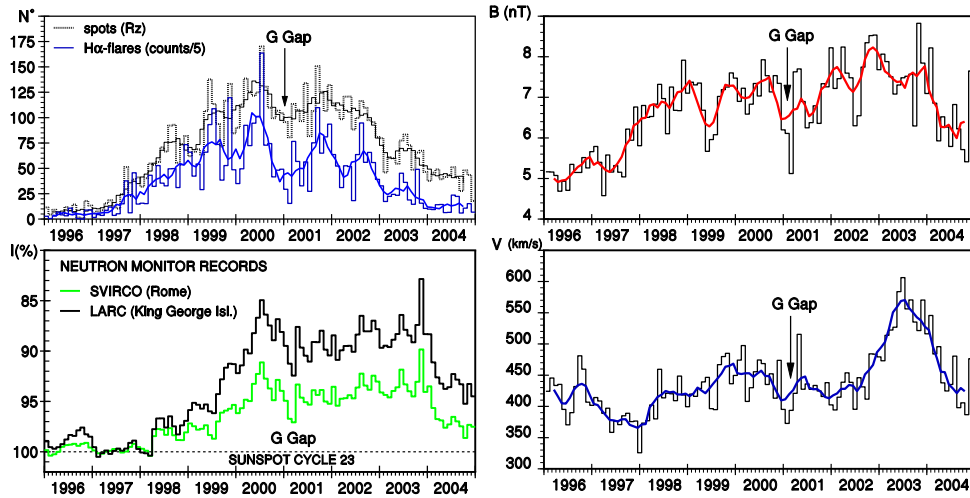 N°
spots (Rz)
Hα-flares (counts/5)
G Gap
200
175
150
125
100
75
50
25
0
1996 1997 1998 1999 2000 2001 2002 2003 2004
B (nT)
G Gap
9
8
7
6
5
4
1996 1997 1998 1999 2000 2001 2002 2003 2004
I(%)
NEUTRON MONITOR RECORDS
SVIRCO (Rome)
LARC (King George Isl.)
85
90
95
100
G Gap
SUNSPOT CYCLE 23
1996 1997 1998 1999 2000 2001 2002 2003 2004
V (km/s)
G Gap
600
550
500
450
400
350
300
1996 1997 1998 1999 2000 2001 2002 2003 2004